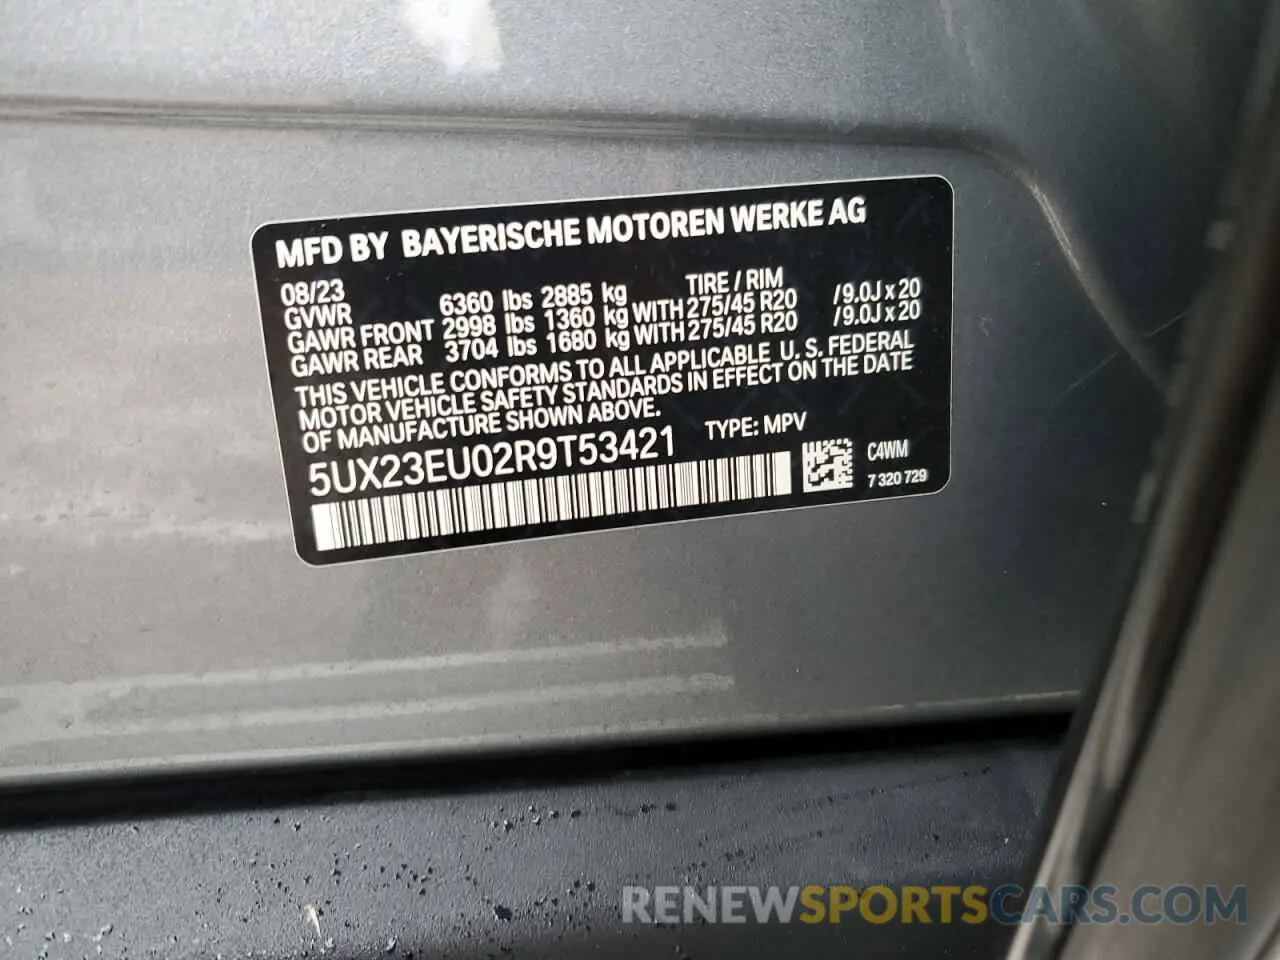 MFD BY BAYERISCHE MOTOREN WERKE AG
08/23 TIRE / RIM
GVWR 6360 lbs 2885 kg
GAWR FRONT 2998 lbs 1360 kg WITH 275/45 R20 /9.0J x 20
GAWR REAR 3704 lbs 1680 kg WITH 275/45 R20 /9.0J x 20
THIS VEHICLE CONFORMS TO ALL APPLICABLE U.S. FEDERAL
MOTOR VEHICLE SAFETY STANDARDS IN EFFECT ON THE DATE
OF MANUFACTURE SHOWN ABOVE.
5UX23EU02R9T53421 TYPE: MPV
C4WM
7 320 729
RENEWSPORTSCARS.COM